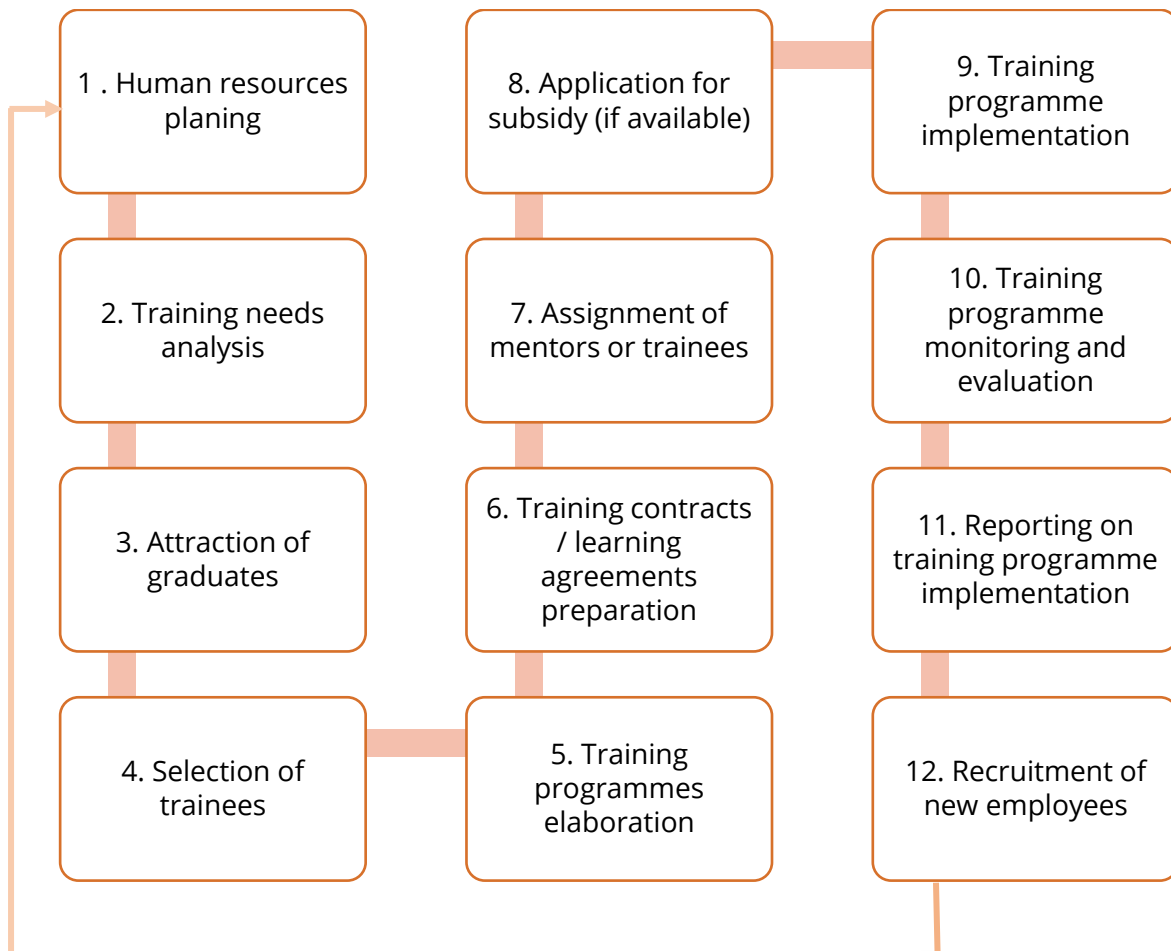 1 . Human resources
planing
2. Training needs
analysis
3. Attraction of
graduates
4. Selection of
trainees
5. Training
programmes
elaboration
6. Training contracts
/ learning
agreements
preparation
7. Assignment of
mentors or trainees
8. Application for
subsidy (if available)
9. Training
programme
implementation
10. Training
programme
monitoring and
evaluation
11. Reporting on
training programme
implementation
12. Recruitment of
new employees